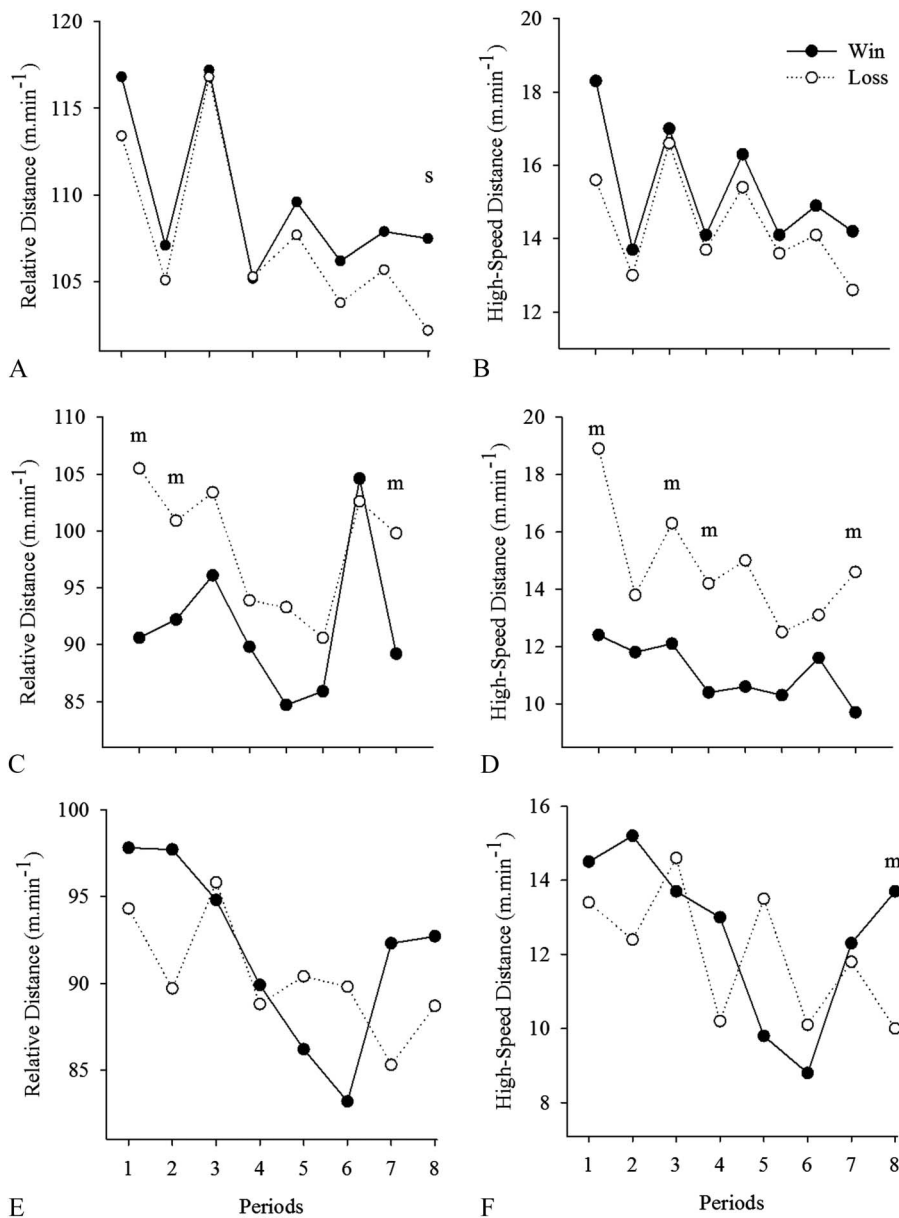 Relative Distance (m.min-1)
120
115
110
105
s
A
High-Speed Distance (m.min-1)
20
18
16
14
12
Win
Loss
B
Relative Distance (m.min-1)
110
105
100
95
90
85
m
m
m
C
High-Speed Distance (m.min-1)
20
18
16
14
12
10
m
m
m
m
D
Relative Distance (m.min-1)
100
95
90
85
1 2 3 4 5 6 7 8
Periods
E
High-Speed Distance (m.min-1)
16
14
12
10
8
m
1 2 3 4 5 6 7 8
Periods
F